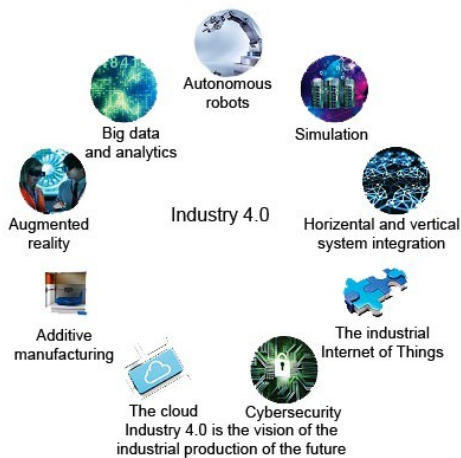 Autonomous
robots
Big data
and analytics
Simulation
Augmented
reality
Industry 4.0
Horizental and vertical
system integration
Additive
manufacturing
The industrial
Internet of Things
The cloud
Cybersecurity
Industry 4.0 is the vision of the
industrial production of the future